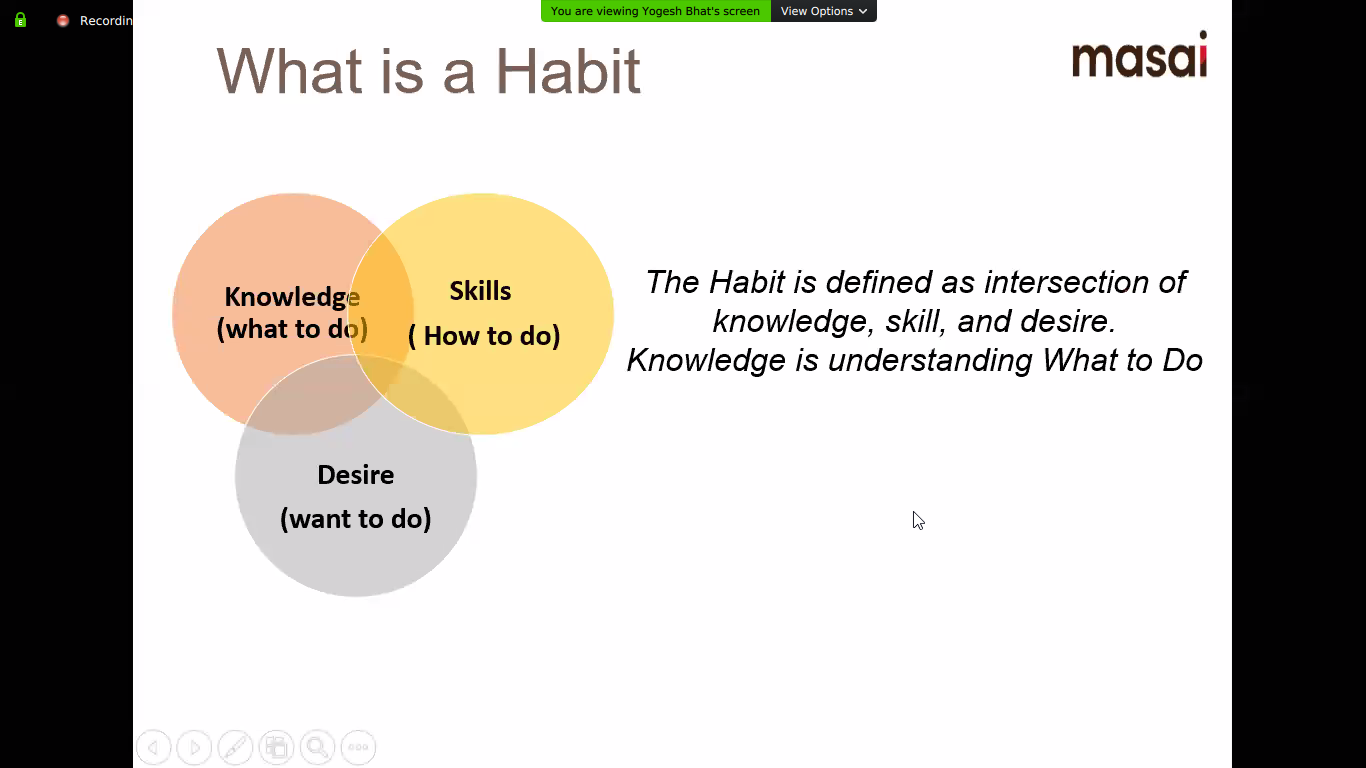 E
Recordin
You are viewing Yogesh Bhat's screen
View Options
What is a Habit
masai
Knowledge
(what to do)
Skills
( How to do)
Desire
(want to do)
The Habit is defined as intersection of
knowledge, skill, and desire.
Knowledge is understanding What to Do